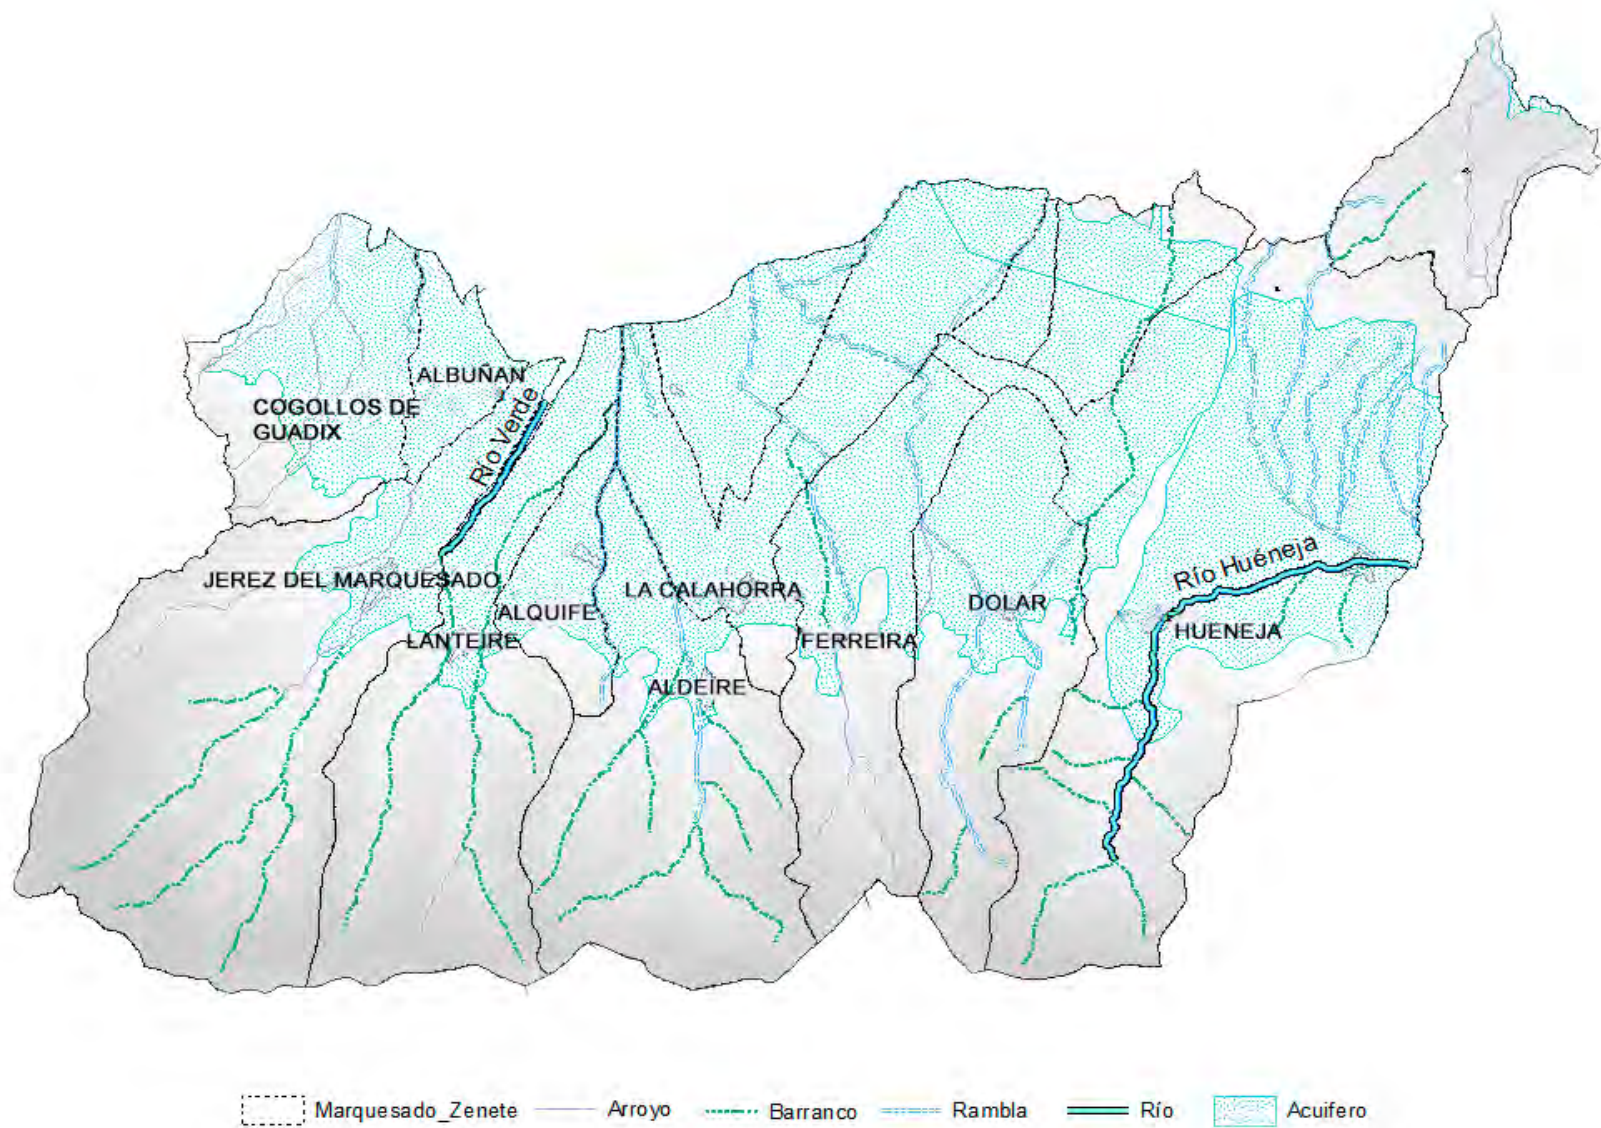 ALBUÑAN
COGOLLOS DE
GUADIX
Río Verde
JEREZ DEL MARQUESADO
LANTEIRE
ALQUIFE
LA CALAHORRA
ALDEIRE
FERREIRA
DOLAR
Río Huéneja
HUENEJA
Marquesado_Zenete
Arroyo
Barranco
Rambla
Río
Acuifero